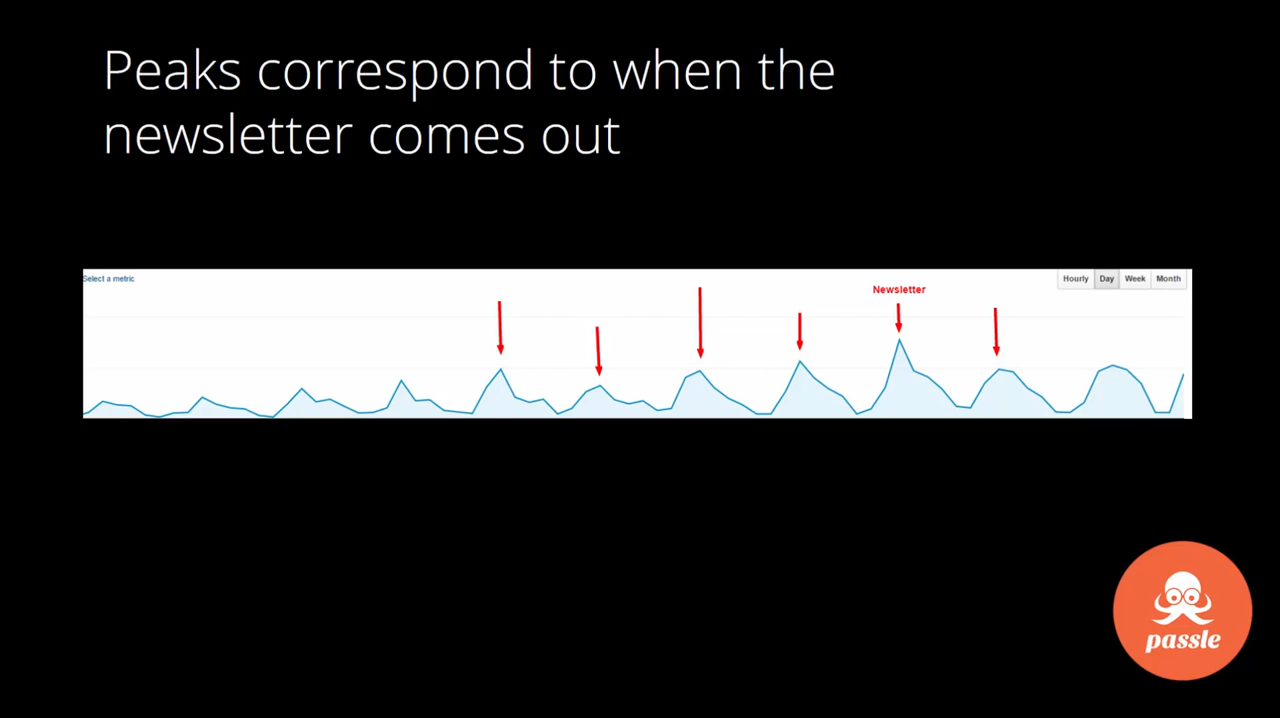 Peaks correspond to when the
newsletter comes out
Select a metric
Hourly Day Week Month
Newsletter
passle